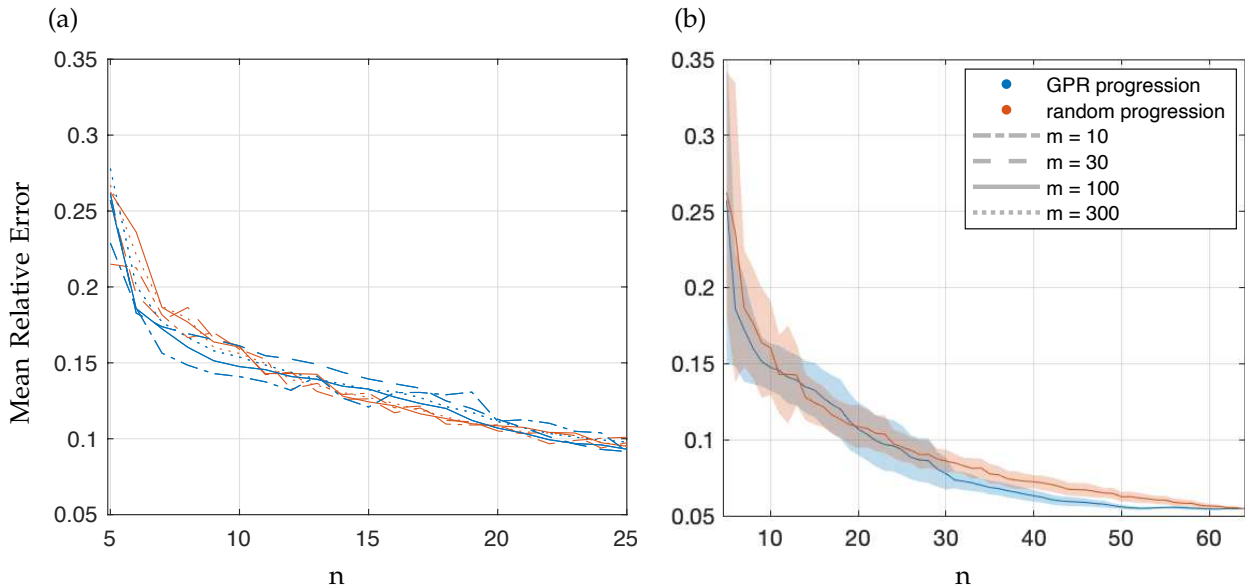 (a)
(b)
Mean Relative Error
0.35
0.3
0.25
0.2
0.15
0.1
0.05
5
10
15
20
25
n
0.35
0.3
0.25
0.2
0.15
0.1
0.05
10
20
30
40
50
60
n
GPR progression
random progression
m = 10
m = 30
m = 100
m = 300